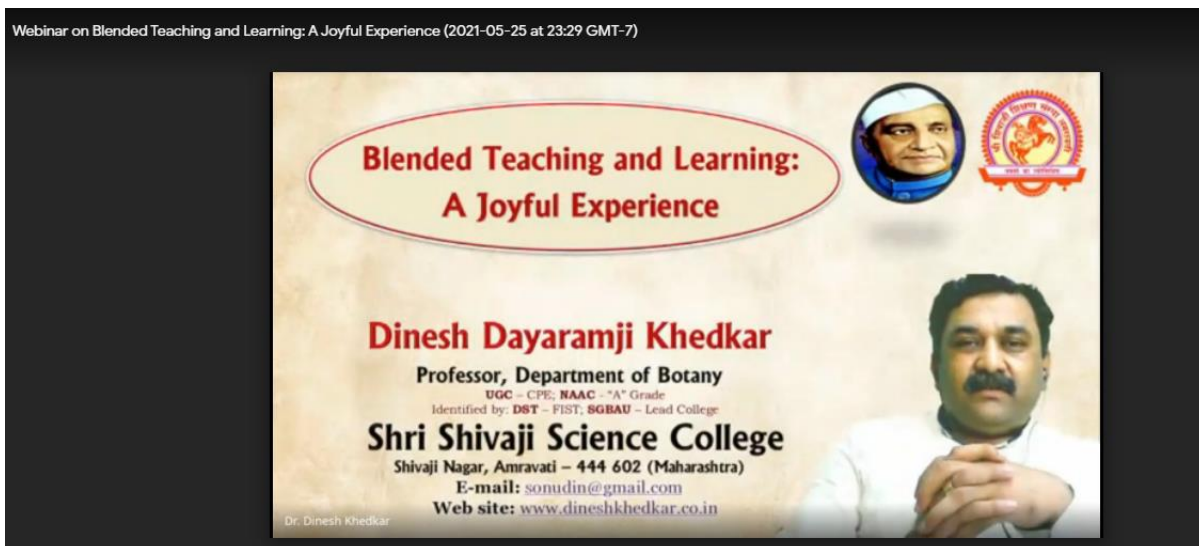 Webinar on Blended Teaching and Learning: A Joyful Experience (2021-05-25 at 23:29 GMT-7)
Blended Teaching and Learning:
A Joyful Experience
श्री शिवाजी शिक्षण संस्था अमरावती
Dinesh Dayaramji Khedkar
Professor, Department of Botany
UGC – CPE; NAAC - "A" Grade
Identified by: DST – FIST; SGBAU – Lead College
Shri Shivaji Science College
Shivaji Nagar, Amravati – 444 602 (Maharashtra)
E-mail: sonudin@gmail.com
Web site: www.dineshkhedkar.co.in
Dr. Dinesh Khedkar